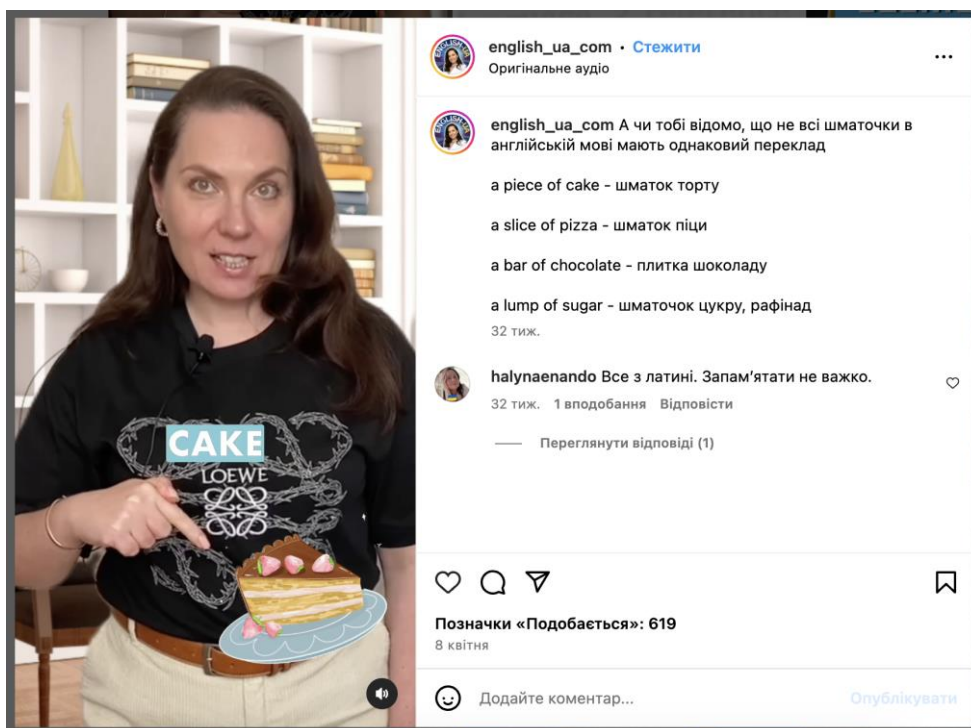 CAKE
LOEWE
english_ua_com • Стежити
Оригінальне аудіо
english_ua_com А чи тобі відомо, що не всі шматочки в
англійській мові мають однаковий переклад
a piece of cake - шматок торту
a slice of pizza - шматок піци
a bar of chocolate - плитка шоколаду
a lump of sugar - шматочок цукру, рафінад
32 тиж.
halynaenando Все з латині. Запам'ятати не важко.
32 тиж. 1 вподобання Відповісти
Переглянути відповіді (1)
Позначки «Подобається»: 619
8 квітня
Додайте коментар... Опублікувати